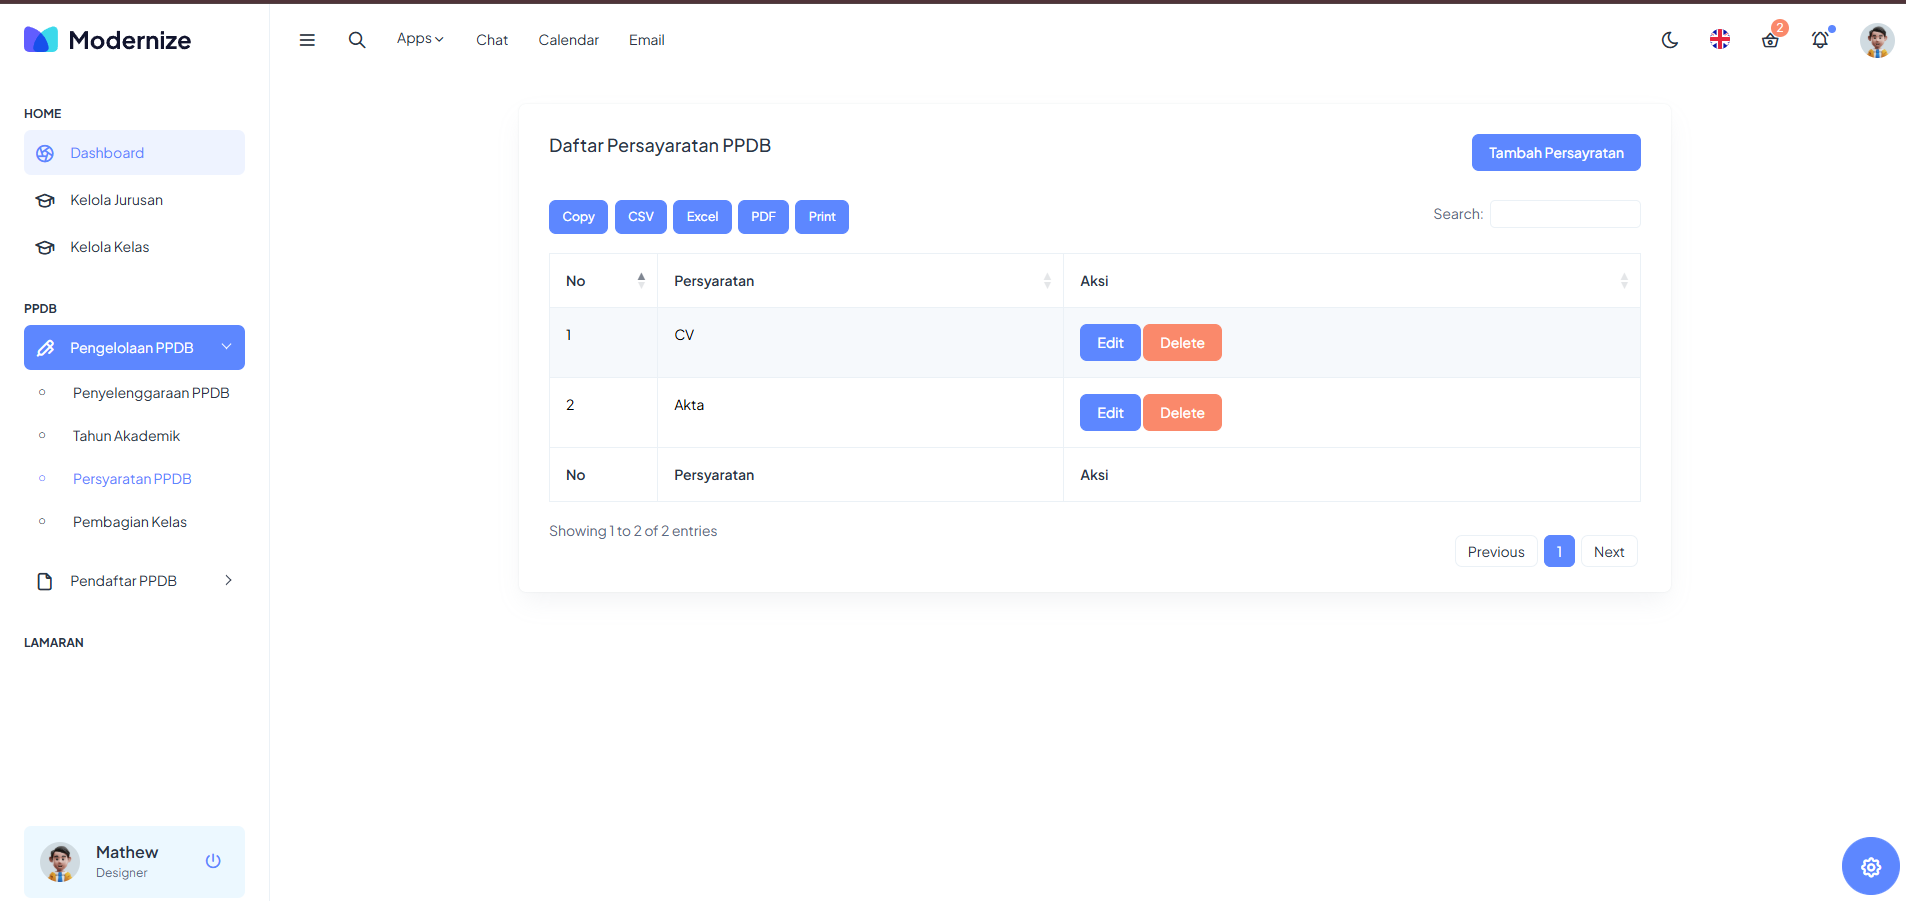 Modernize
Apps
Chat
Calendar
Email
2
HOME
Dashboard
Kelola Jurusan
Kelola Kelas
PPDB
Pengelolaan PPDB
Penyelenggaraan PPDB
Tahun Akademik
Persyaratan PPDB
Pembagian Kelas
Pendaftar PPDB
LAMARAN
Mathew
Designer
Daftar Persayaratan PPDB
Tambah Persayratan
Copy CSV Excel PDF Print
Search:
No Persyaratan Aksi
1 CV Edit Delete
2 Akta Edit Delete
No Persyaratan Aksi
Showing 1 to 2 of 2 entries
Previous 1 Next